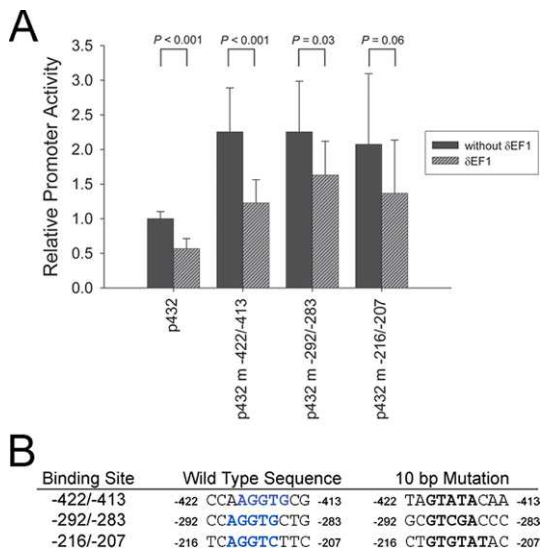 A
P < 0.001 P < 0.001 P = 0.03 P = 0.06
Relative Promoter Activity
3.5
3.0
2.5
2.0
1.5
1.0
0.5
0.0
without δEF1
δEF1
p432
p432 m -422/-413
p432 m -292/-283
p432 m -216/-207
B
Binding Site Wild Type Sequence 10 bp Mutation
-422/-413 -422 CCAAGGTGCG -413 -422 TAGTATACAA -413
-292/-283 -292 CCAGGTGCTG -283 -292 GCGTCGACCC -283
-216/-207 -216 TCAGGTCTTC -207 -216 CTGTGTATAC -207